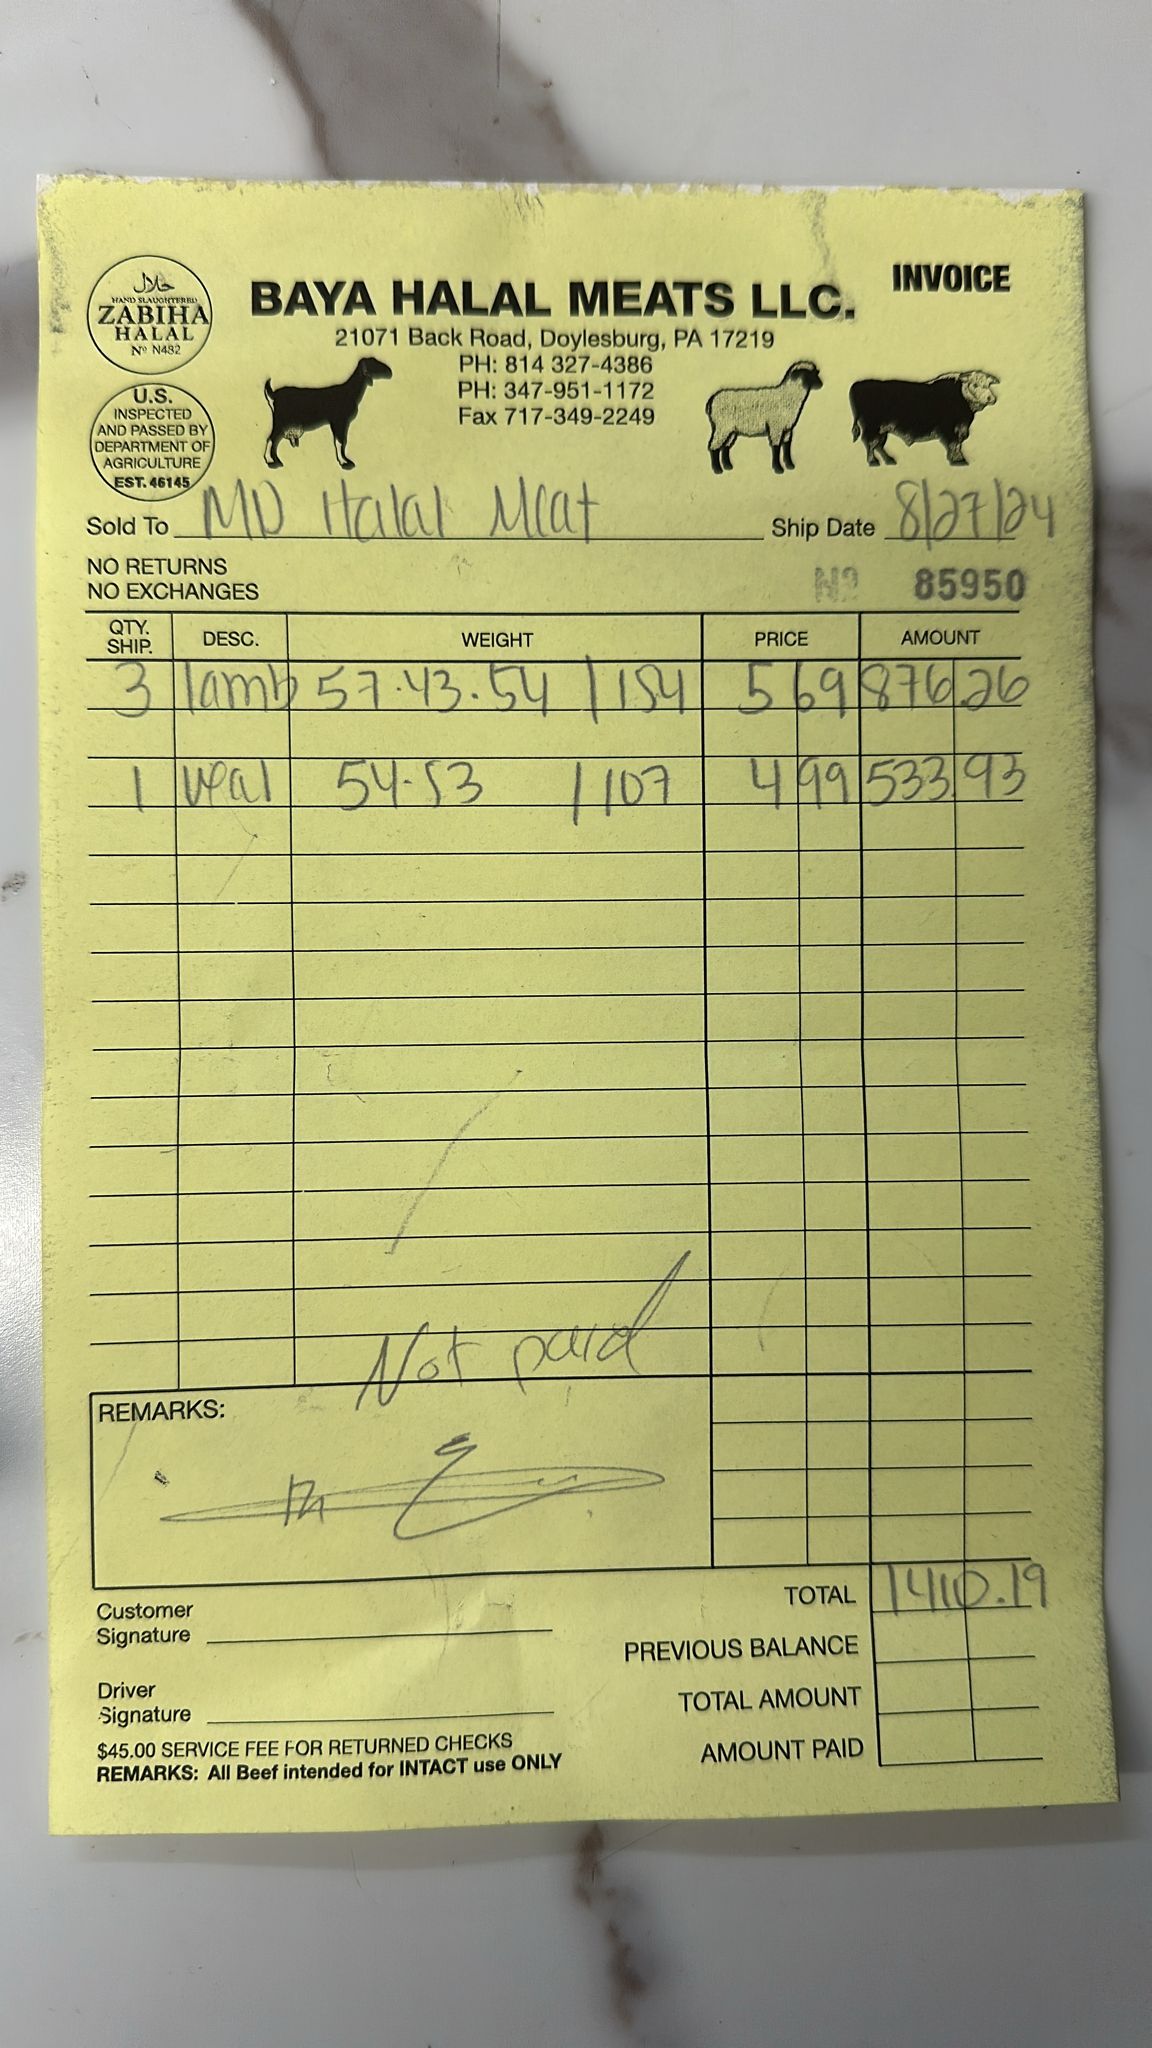 حلال
HAND SLAUGHTERED
ZABIHA
HALAL
Nº N482
INVOICE
BAYA HALAL MEATS LLC.
21071 Back Road, Doylesburg, PA 17219
PH: 814 327-4386
PH: 347-951-1172
Fax 717-349-2249
U.S.
INSPECTED
AND PASSED BY
DEPARTMENT OF
AGRICULTURE
EST. 46145
Sold To MD Halal Meat Ship Date 8/27/24
NO RETURNS
NO EXCHANGES
Nº 85950
QTY. SHIP. DESC. WEIGHT PRICE AMOUNT
3 lamb 57.43.54 /154 5 69 876.26
1 veal 54.53 /107 4 99 533.93
Not paid
REMARKS:
TOTAL 1410.19
Customer
Signature
PREVIOUS BALANCE
Driver
Signature
TOTAL AMOUNT
AMOUNT PAID
$45.00 SERVICE FEE FOR RETURNED CHECKS
REMARKS: All Beef intended for INTACT use ONLY